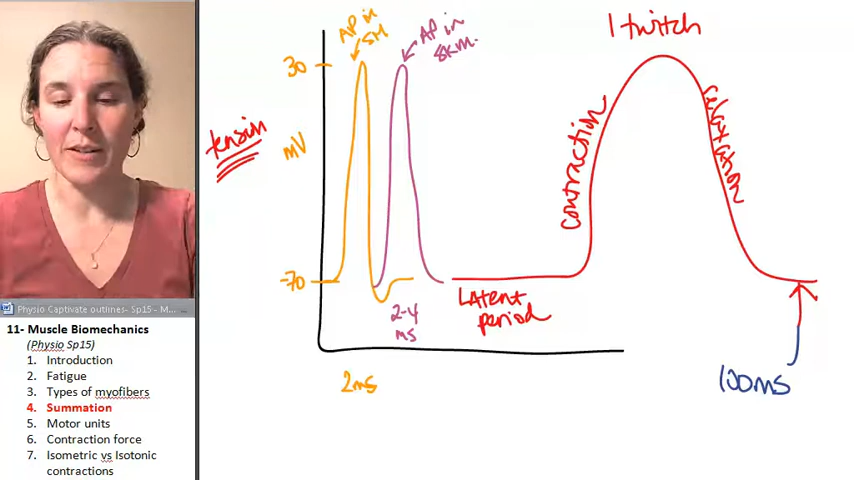 1 twitch
AP in
SM
AP in
SKM.
30
tension
mV
contraction
relaxation
-70
Latent
period
2-4
ms
2ms
100ms
Physio Captivate outlines- Sp15 - M...
11- Muscle Biomechanics
(Physio Sp15)
1. Introduction
2. Fatigue
3. Types of myofibers
4. Summation
5. Motor units
6. Contraction force
7. Isometric vs Isotonic
contractions